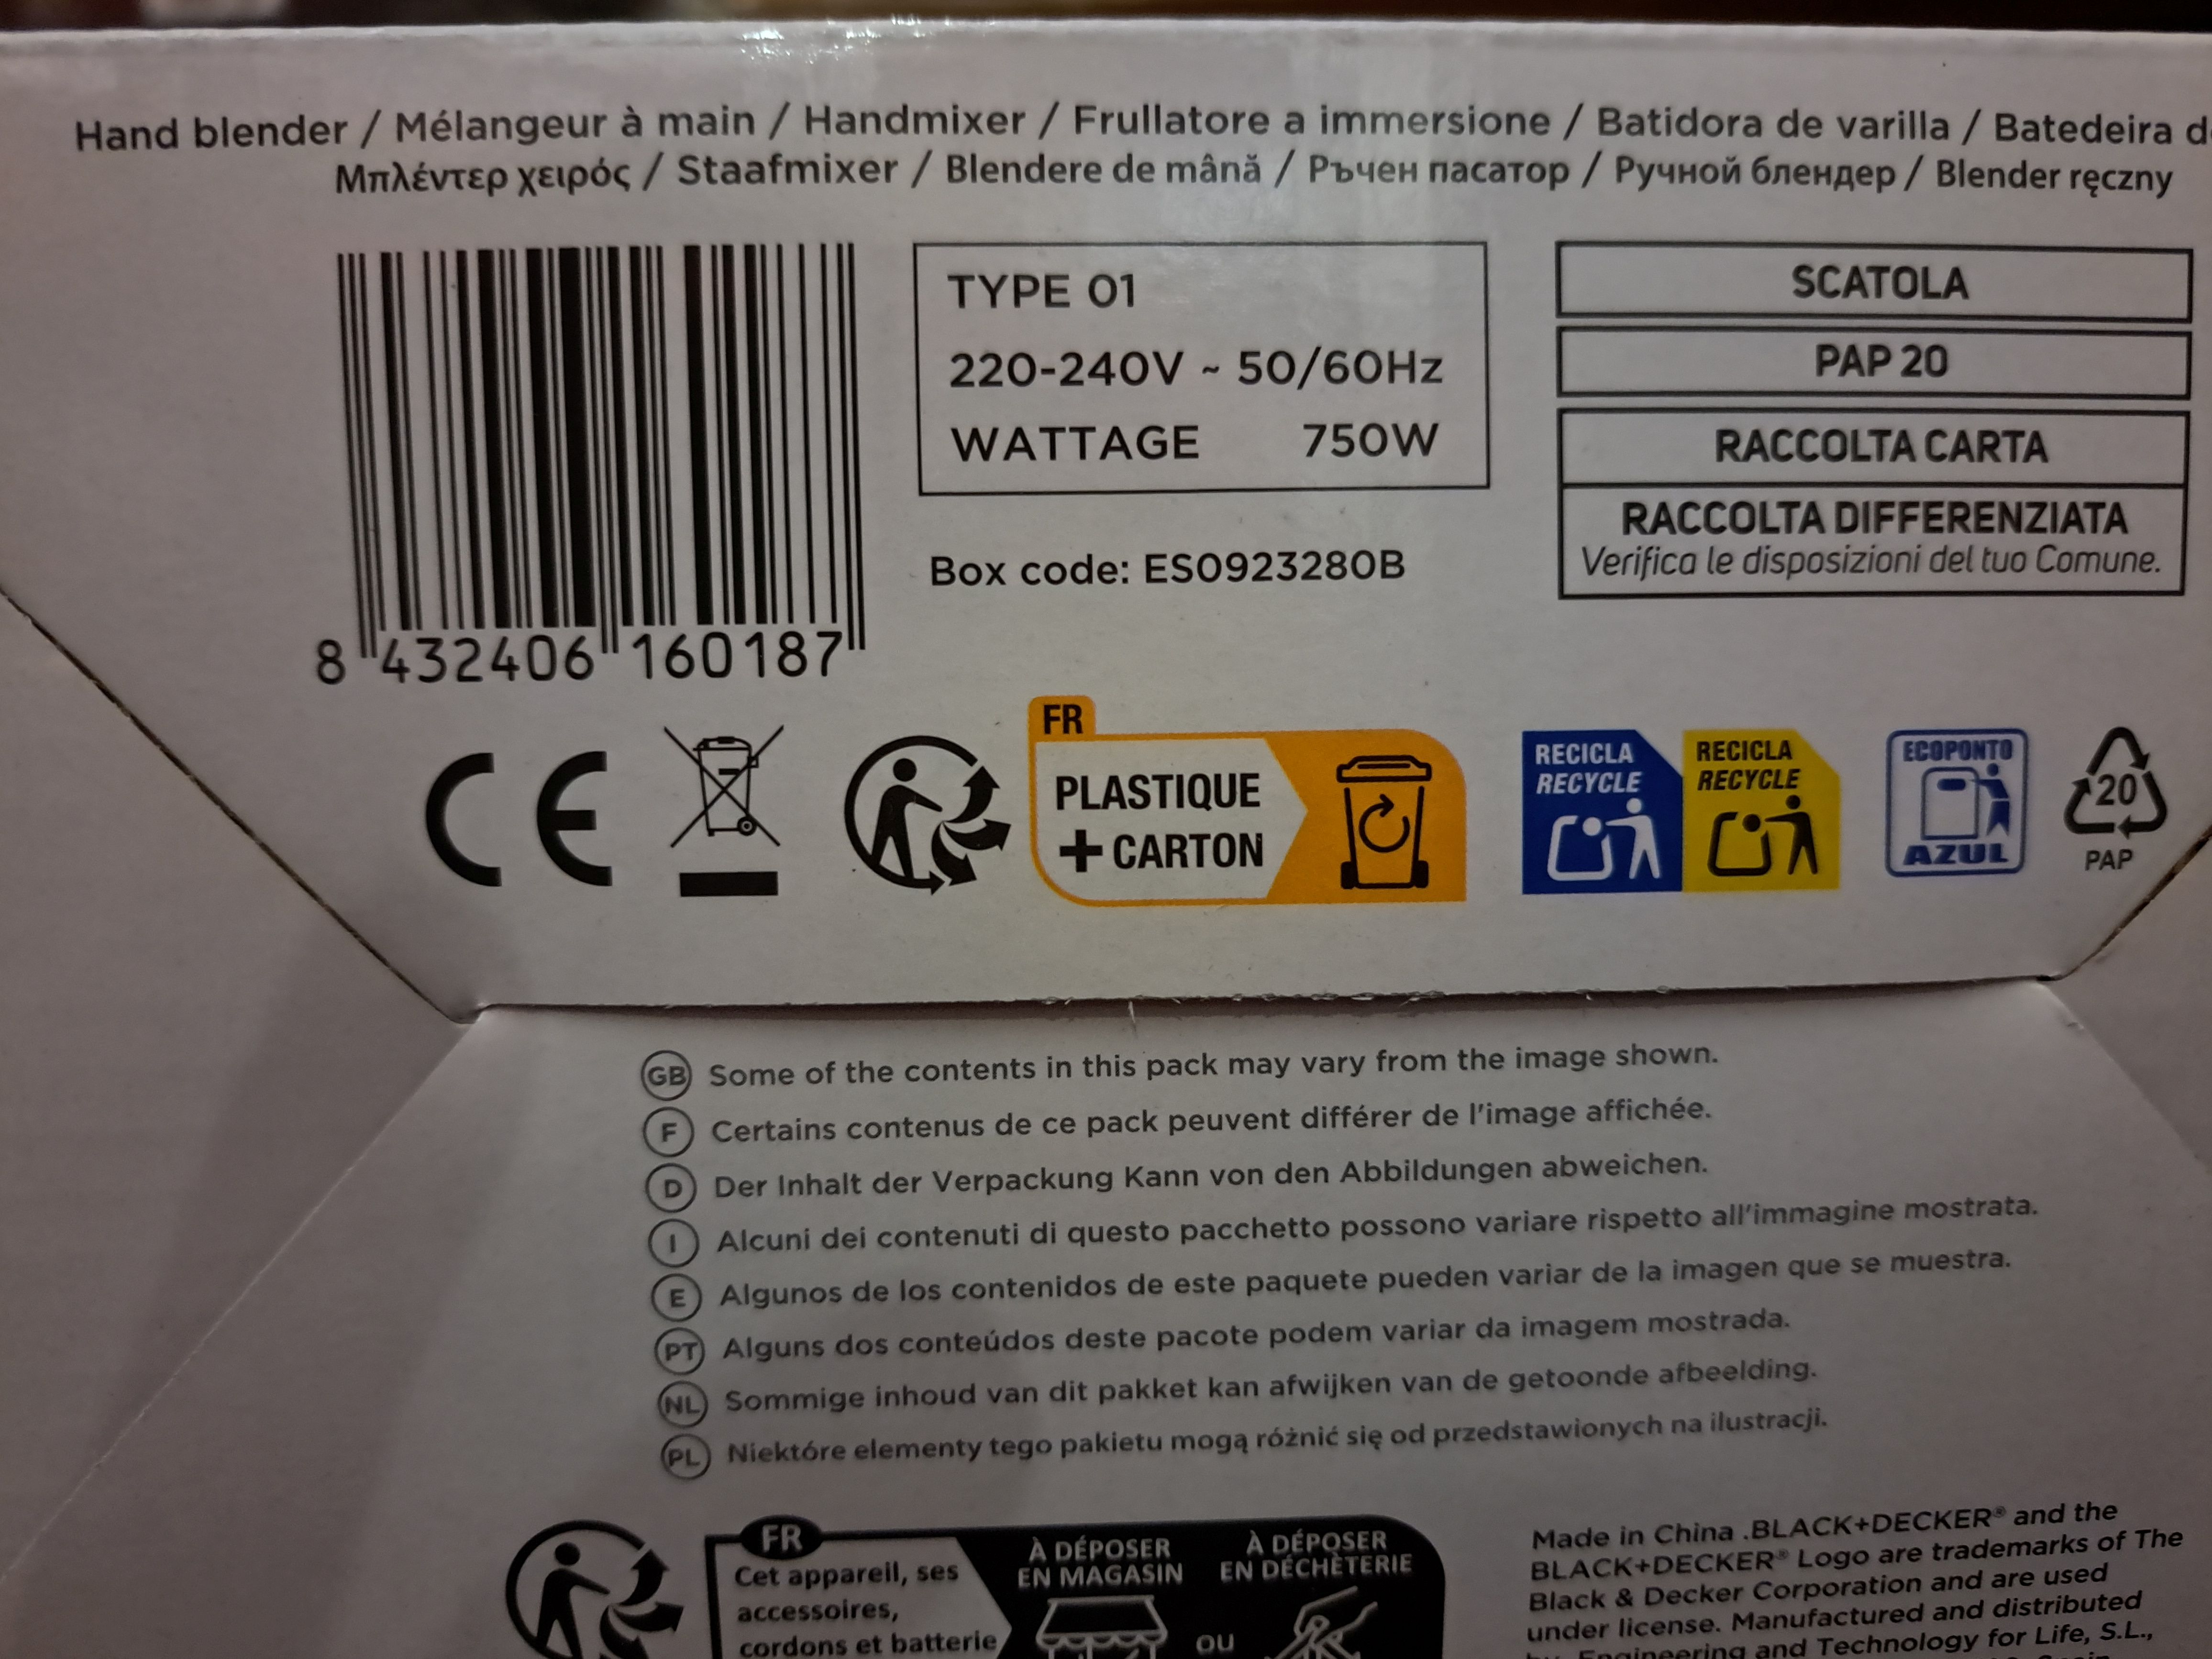 Hand blender / Mélangeur à main / Handmixer / Frullatore a immersione / Batidora de varilla / Batedeira d
Μπλέντερ χειρός / Staafmixer / Blendere de mână / Ръчен пасатор / Ручной блендер / Blender ręczny
TYPE 01
220-240V ~ 50/60Hz
WATTAGE 750W
Box code: ES0923280B
SCATOLA
PAP 20
RACCOLTA CARTA
RACCOLTA DIFFERENZIATA
Verifica le disposizioni del tuo Comune.
8 432406 160187
CE
FR
PLASTIQUE
+ CARTON
RECICLA
RECYCLE
RECICLA
RECYCLE
ECOPONTO
AZUL
20
PAP
GB Some of the contents in this pack may vary from the image shown.
F Certains contenus de ce pack peuvent différer de l'image affichée.
D Der Inhalt der Verpackung Kann von den Abbildungen abweichen.
I Alcuni dei contenuti di questo pacchetto possono variare rispetto all'immagine mostrata.
E Algunos de los contenidos de este paquete pueden variar de la imagen que se muestra.
PT Alguns dos conteúdos deste pacote podem variar da imagem mostrada.
NL Sommige inhoud van dit pakket kan afwijken van de getoonde afbeelding.
PL Niektóre elementy tego pakietu mogą różnić się od przedstawionych na ilustracji.
FR
Cet appareil, ses
accessoires,
cordons et batterie
À DÉPOSER
EN MAGASIN
OU
À DÉPOSER
EN DÉCHÈTERIE
Made in China .BLACK+DECKER® and the
BLACK+DECKER® Logo are trademarks of The
Black & Decker Corporation and are used
under license. Manufactured and distributed
by Engineering and Technology for Life, S.L.,